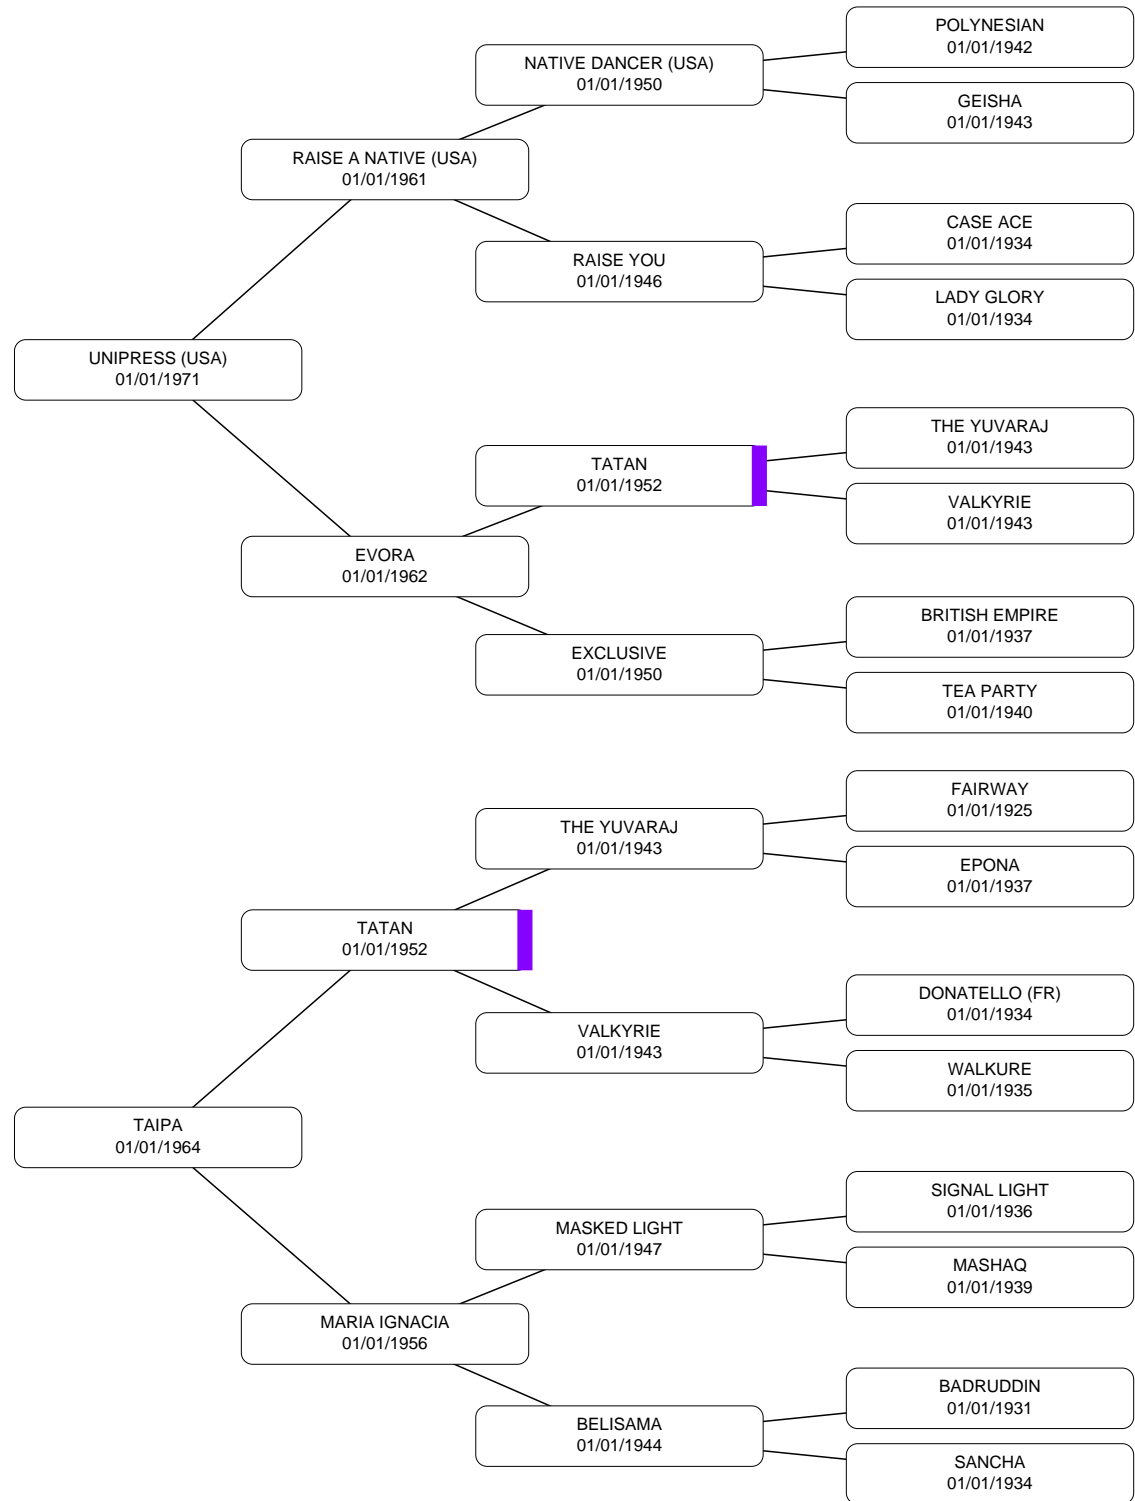 POLYNESIAN
01/01/1942
NATIVE DANCER (USA)
01/01/1950
GEISHA
01/01/1943
RAISE A NATIVE (USA)
01/01/1961
CASE ACE
01/01/1934
RAISE YOU
01/01/1946
LADY GLORY
01/01/1934
UNIPRESS (USA)
01/01/1971
THE YUVARAJ
01/01/1943
TATAN
01/01/1952
VALKYRIE
01/01/1943
EVORA
01/01/1962
BRITISH EMPIRE
01/01/1937
EXCLUSIVE
01/01/1950
TEA PARTY
01/01/1940
FAIRWAY
01/01/1925
THE YUVARAJ
01/01/1943
EPONA
01/01/1937
TATAN
01/01/1952
DONATELLO (FR)
01/01/1934
VALKYRIE
01/01/1943
WALKURE
01/01/1935
TAIPA
01/01/1964
SIGNAL LIGHT
01/01/1936
MASKED LIGHT
01/01/1947
MASHAQ
01/01/1939
MARIA IGNACIA
01/01/1956
BADRUDDIN
01/01/1931
BELISAMA
01/01/1944
SANCHA
01/01/1934